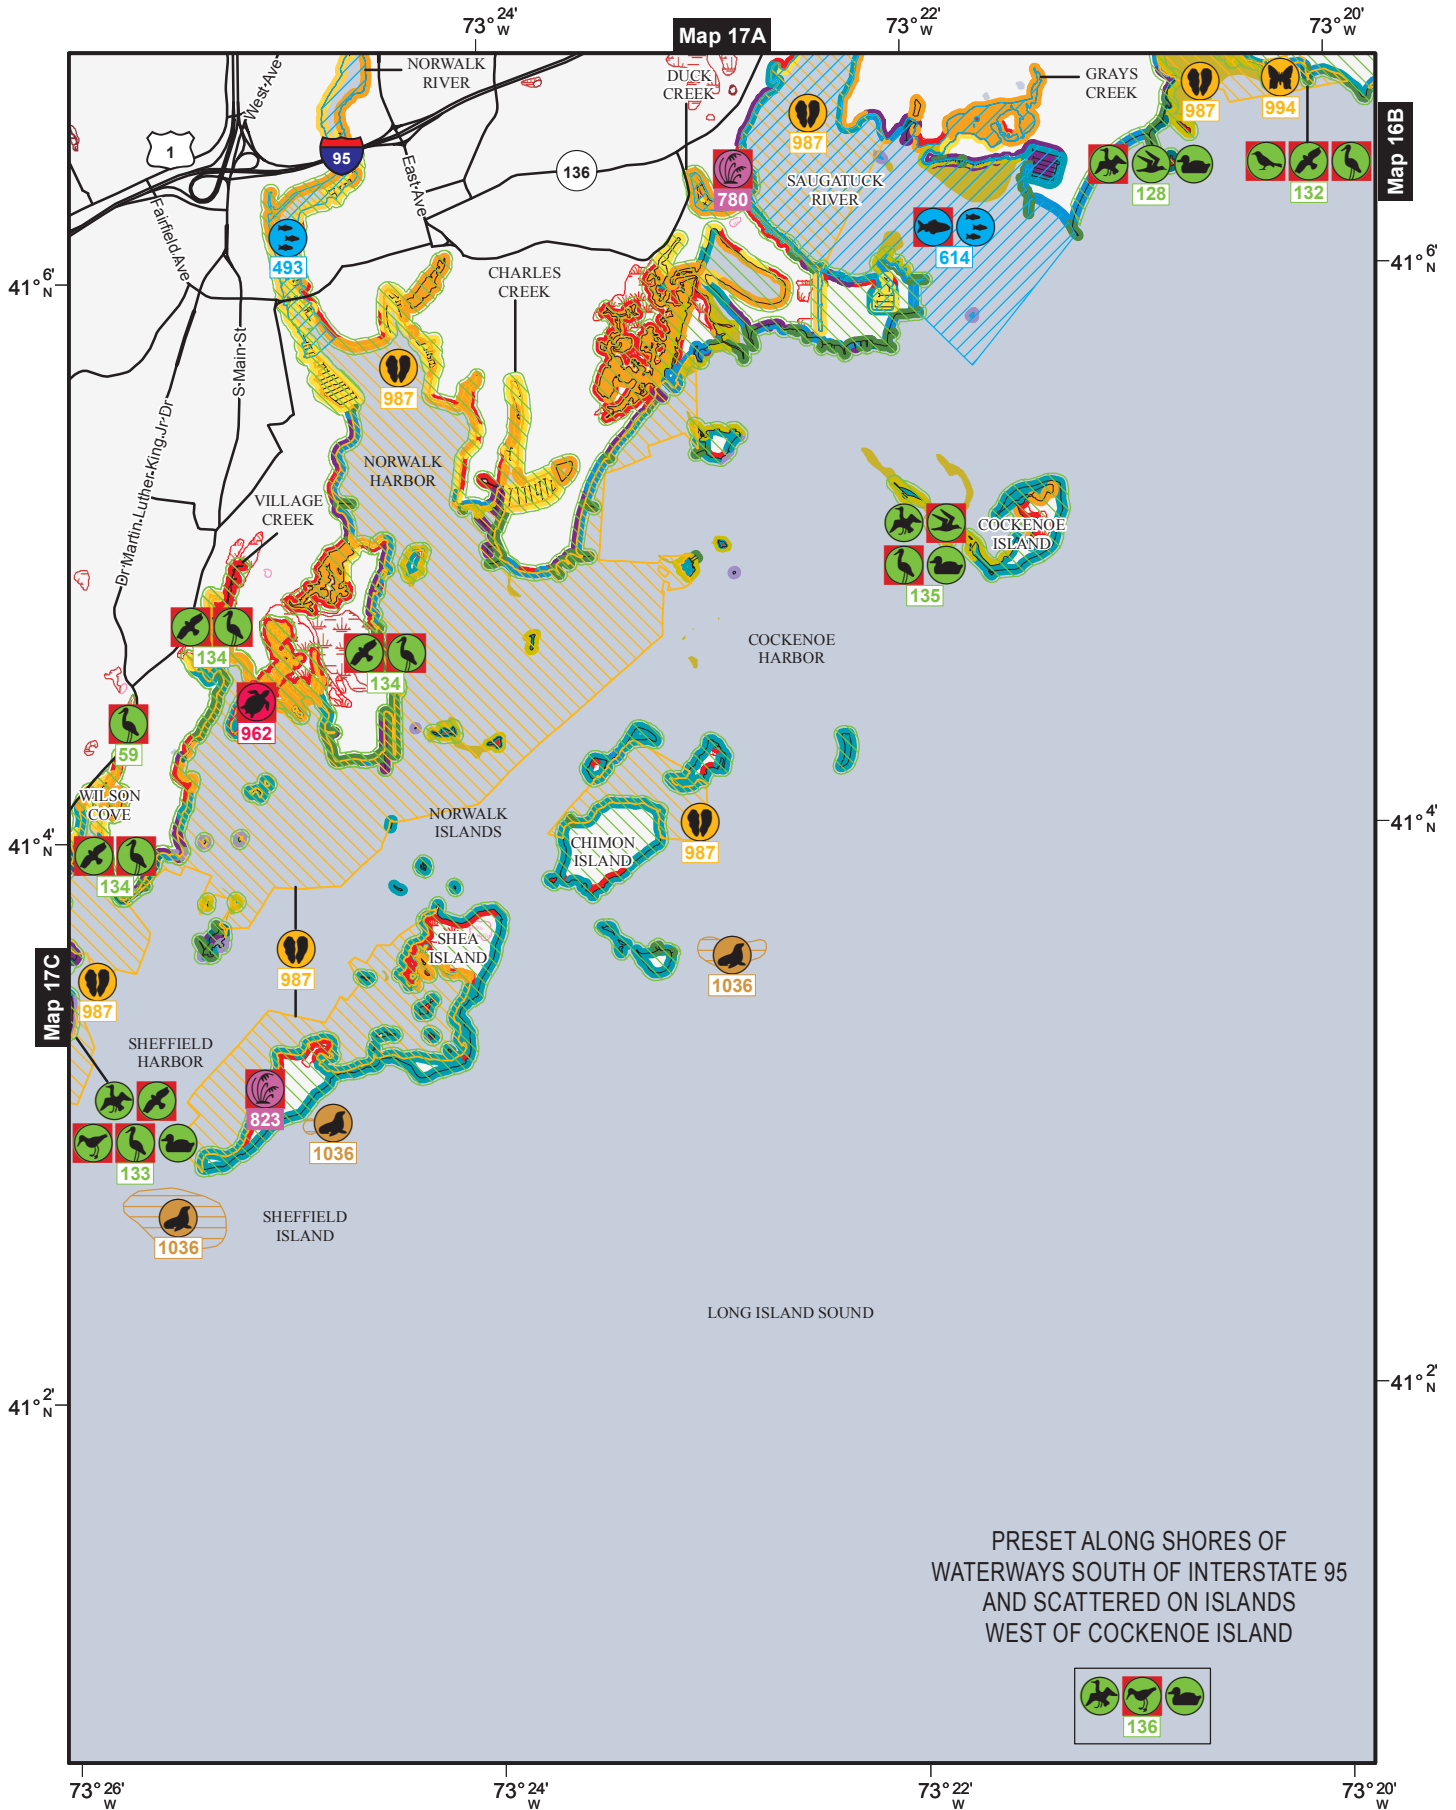 73° 24' W
73° 22' W
73° 20' W
Map 17A
NORWALK
RIVER
DUCK
CREEK
GRAYS
CREEK
West Ave
1
95
136
987
987
994
Map 16B
780
SAUGATUCK
RIVER
128
132
East Ave
Fairfield Ave
493
614
41° 6' N
41° 6' N
CHARLES
CREEK
S Main St
987
Dr Martin Luther King Jr Dr
NORWALK
HARBOR
VILLAGE
CREEK
COCKENOE
ISLAND
135
134
134
COCKENOE
HARBOR
962
59
WILSON
COVE
NORWALK
ISLANDS
987
41° 4' N
41° 4' N
CHIMON
ISLAND
134
SHEA
ISLAND
987
987
1036
Map 17C
SHEFFIELD
HARBOR
823
1036
133
SHEFFIELD
ISLAND
1036
LONG ISLAND SOUND
41° 2' N
41° 2' N
PRESET ALONG SHORES OF
WATERWAYS SOUTH OF INTERSTATE 95
AND SCATTERED ON ISLANDS
WEST OF COCKENOE ISLAND
136
73° 26' W
73° 24' W
73° 22' W
73° 20' W